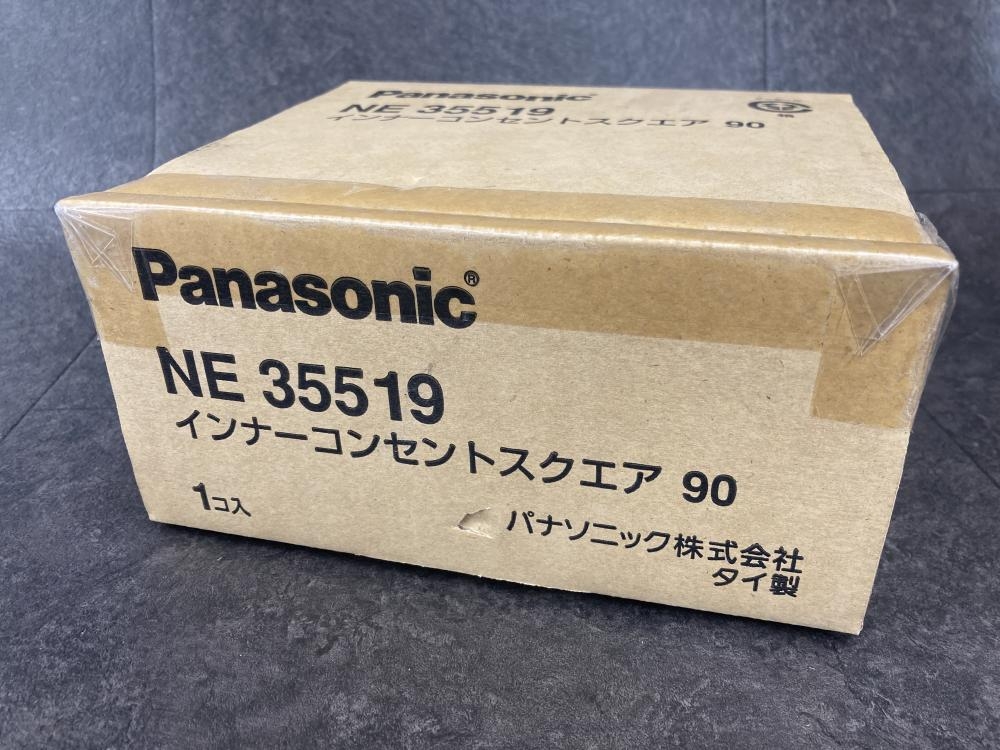 Panasonic
NE 35519
インナーコンセントスクエア 90
Panasonic®
NE 35519
インナーコンセントスクエア 90
1コ入
パナソニック株式会社
タイ製